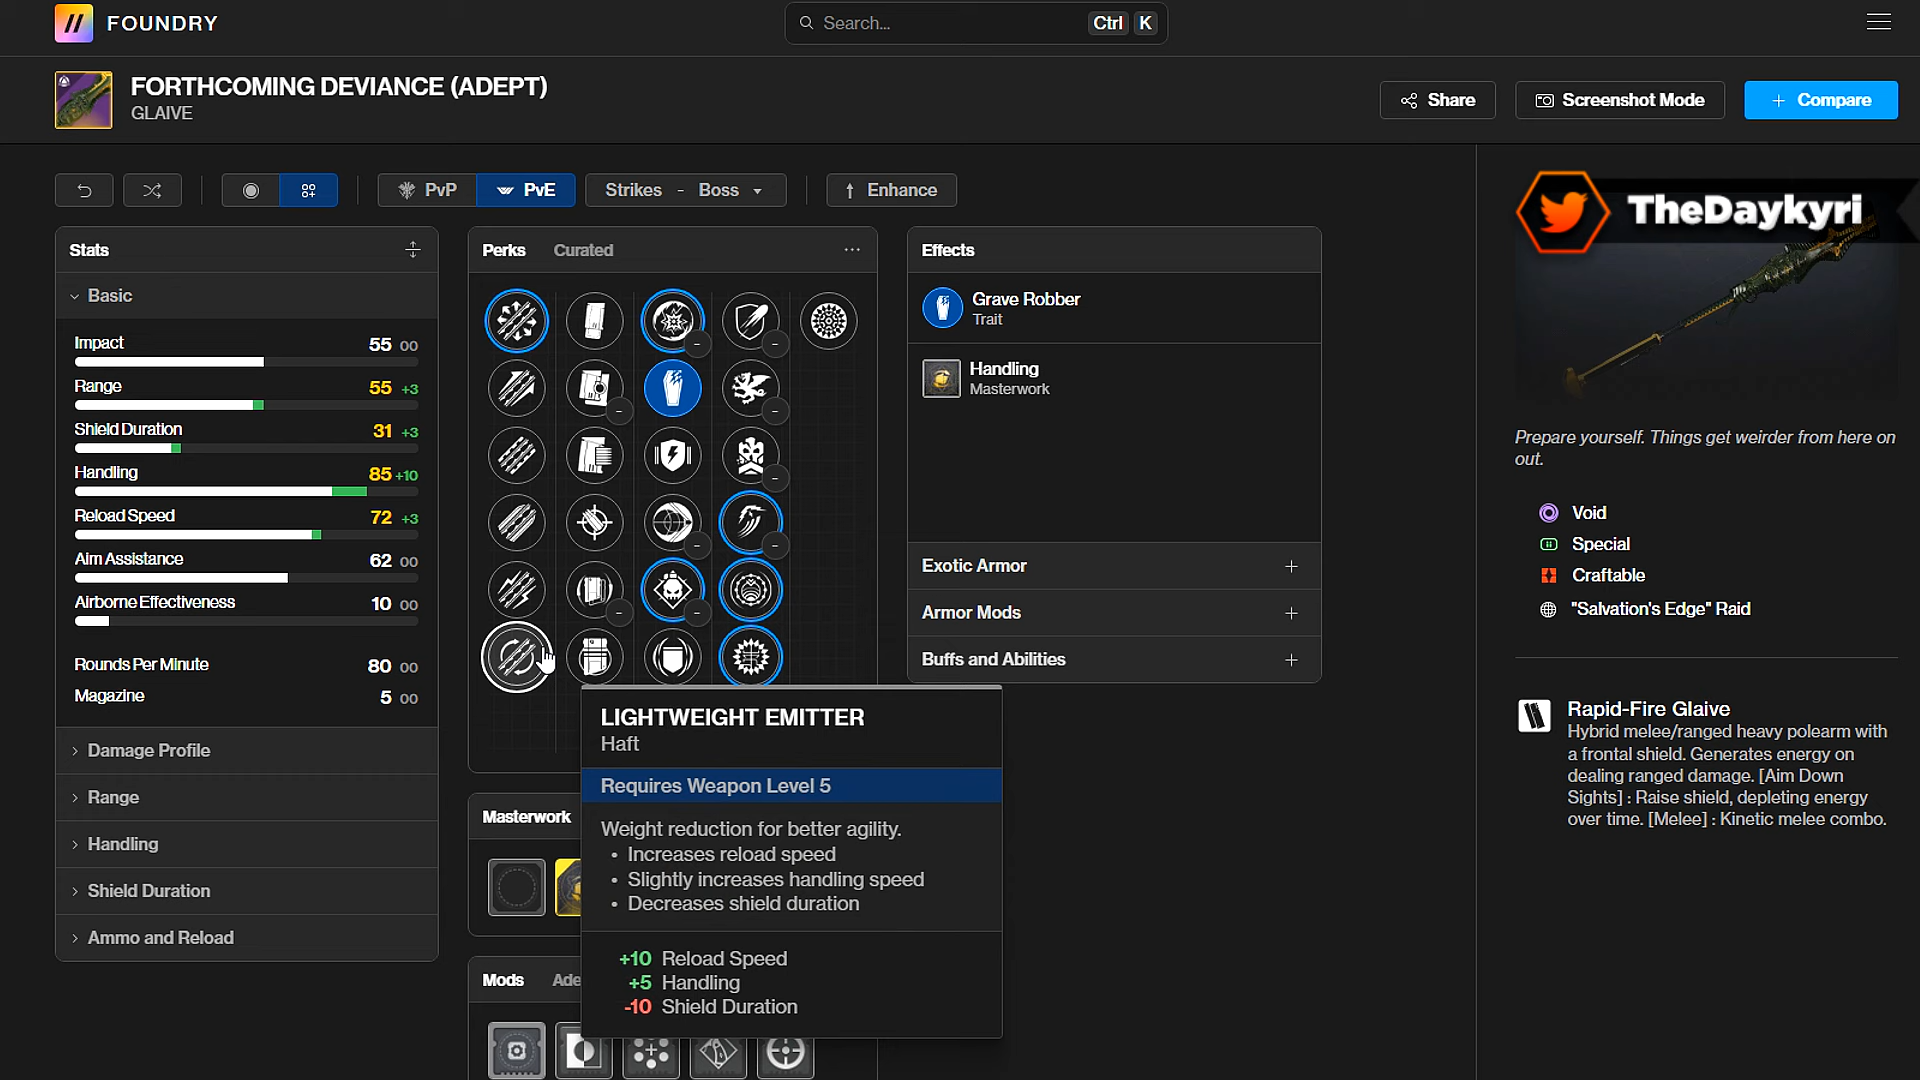 FOUNDRY
Search...
Ctrl K
FORTHCOMING DEVIANCE (ADEPT)
GLAIVE
Share
Screenshot Mode
+ Compare
PvP
PvE
Strikes - Boss
Enhance
Stats
Basic
Impact 55 00
Range 55 +3
Shield Duration 31 +3
Handling 85 +10
Reload Speed 72 +3
Aim Assistance 62 00
Airborne Effectiveness 10 00
Rounds Per Minute 80 00
Magazine 5 00
Damage Profile
Range
Handling
Shield Duration
Ammo and Reload
Perks Curated
Masterwork
Mods Ade
LIGHTWEIGHT EMITTER
Haft
Requires Weapon Level 5
Weight reduction for better agility.
• Increases reload speed
• Slightly increases handling speed
• Decreases shield duration
+10 Reload Speed
+5 Handling
-10 Shield Duration
Effects
Grave Robber
Trait
Handling
Masterwork
Exotic Armor +
Armor Mods +
Buffs and Abilities +
TheDaykyri
Prepare yourself. Things get weirder from here on
out.
Void
Special
Craftable
"Salvation's Edge" Raid
Rapid-Fire Glaive
Hybrid melee/ranged heavy polearm with
a frontal shield. Generates energy on
dealing ranged damage. [Aim Down
Sights] : Raise shield, depleting energy
over time. [Melee] : Kinetic melee combo.